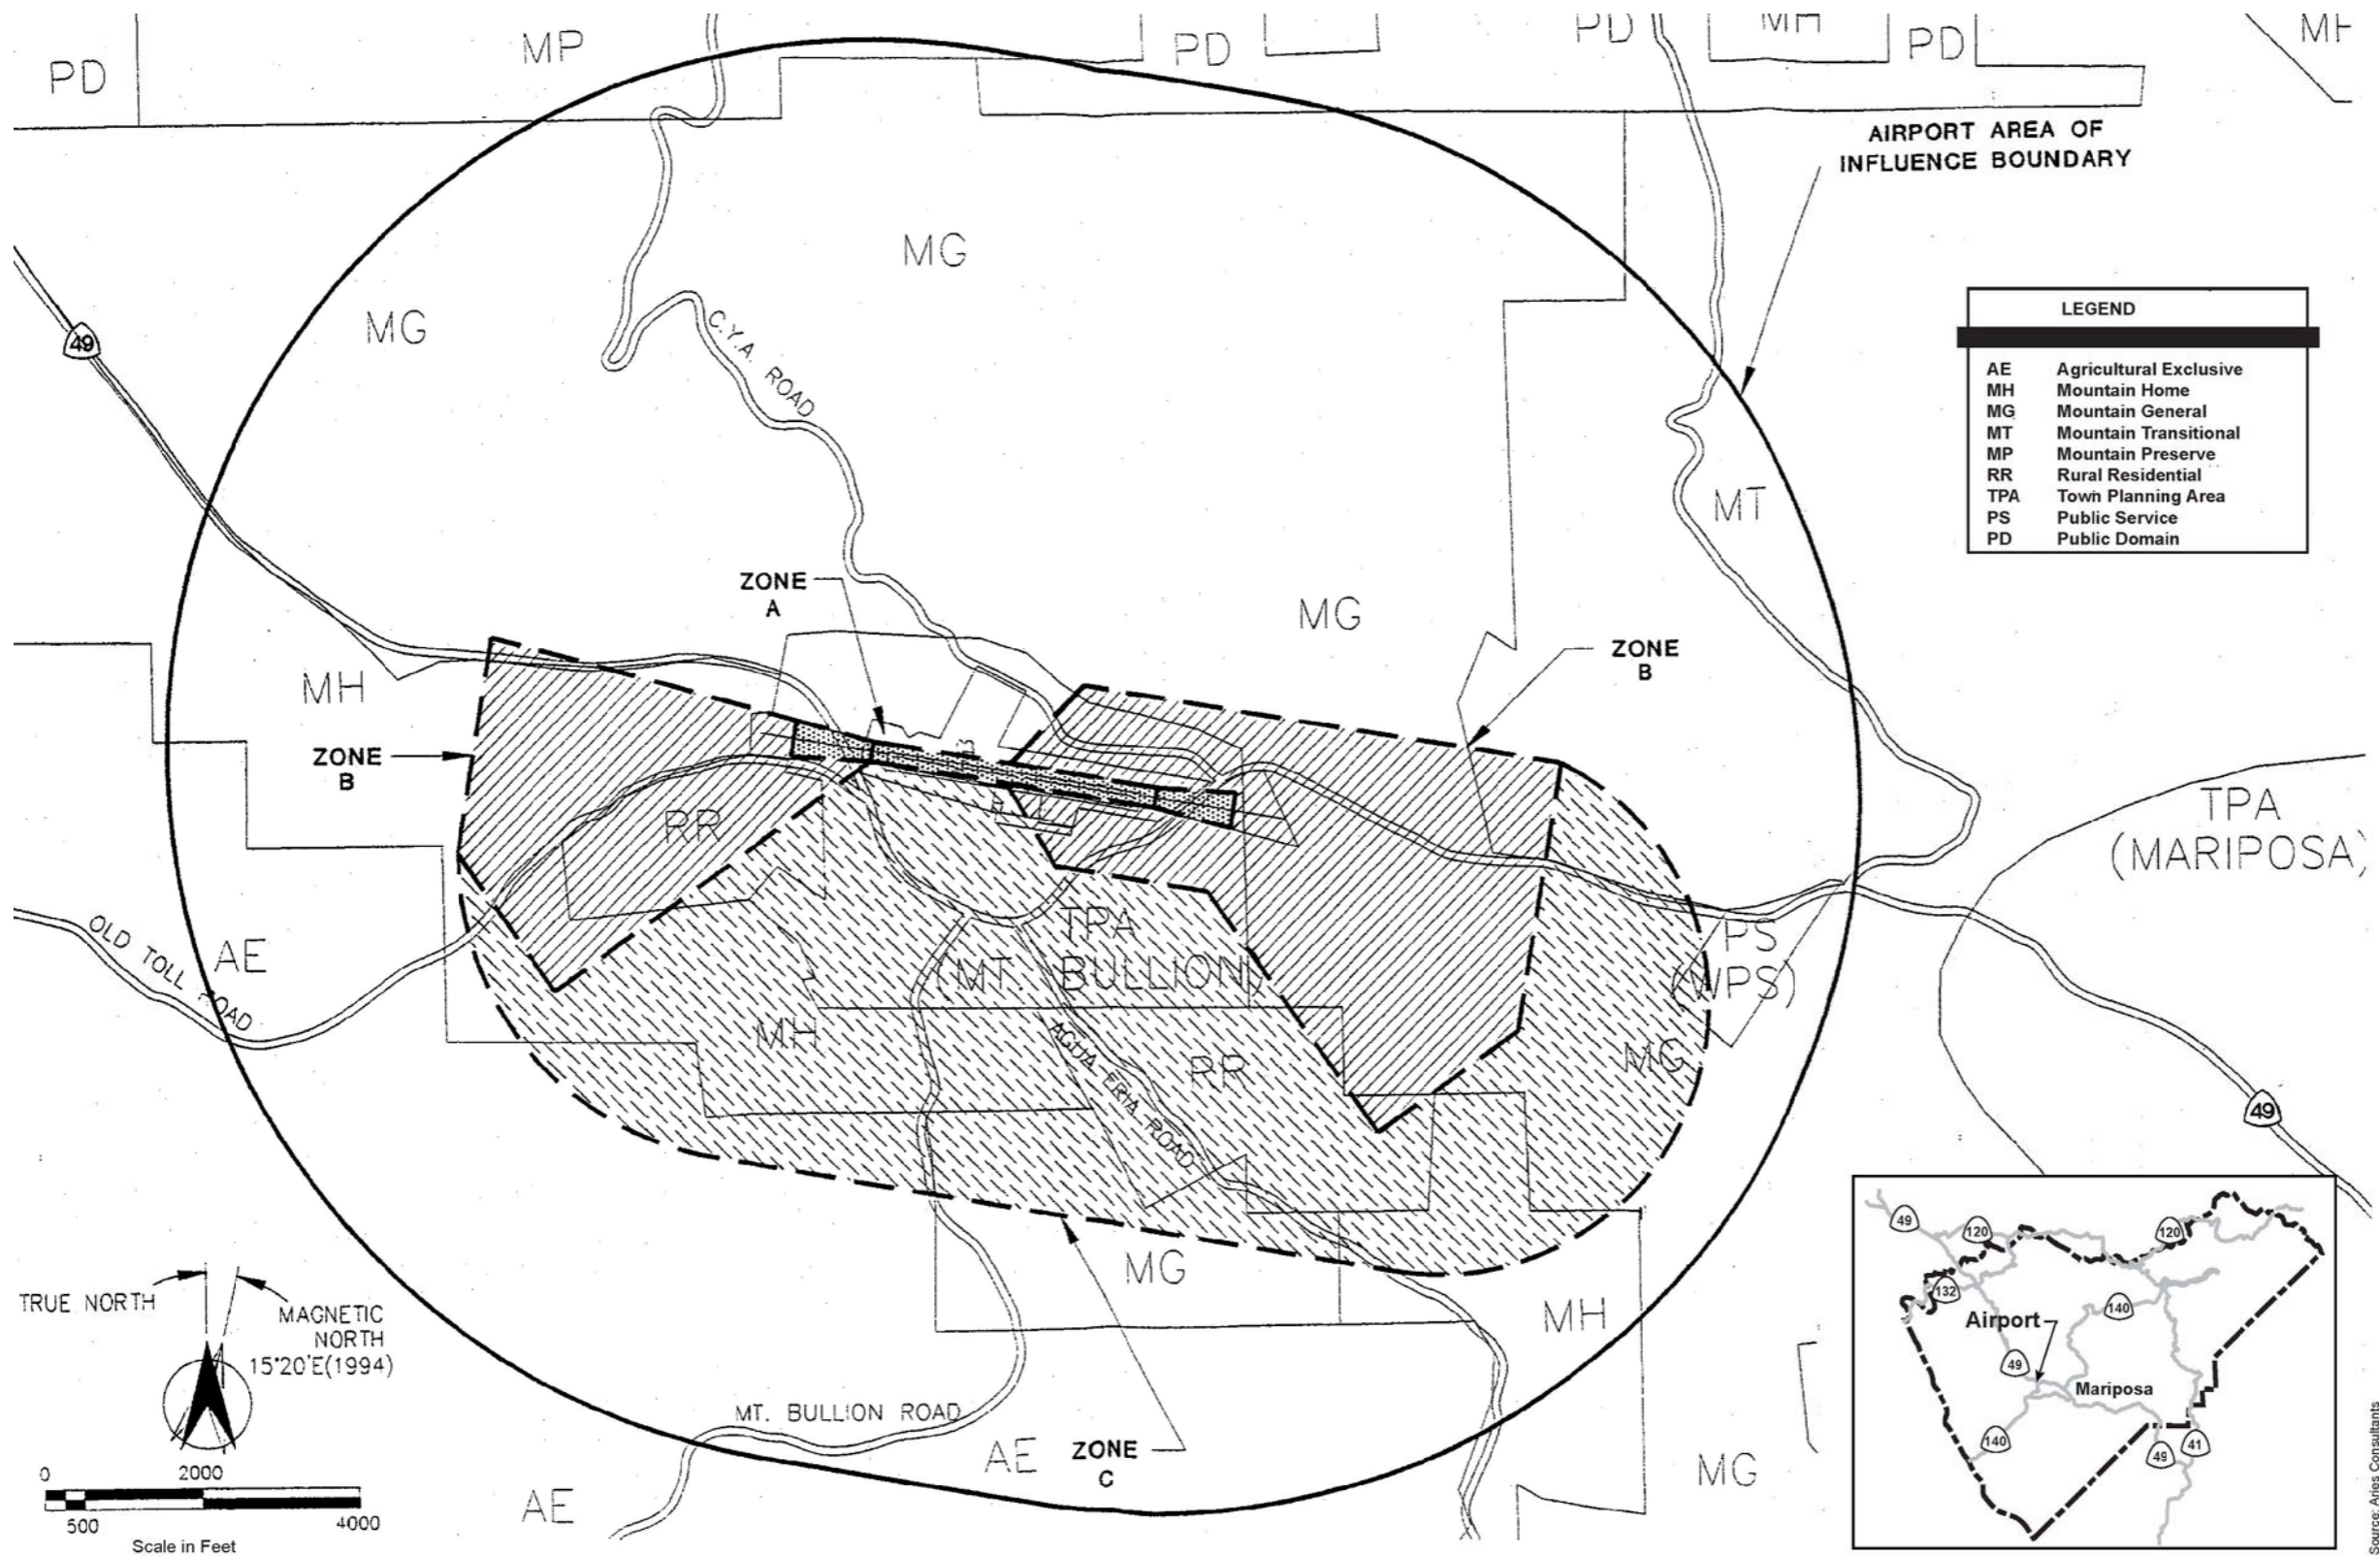 PD
MP
PD
PD
MH
PD
AIRPORT AREA OF
INFLUENCE BOUNDARY
MG
MG
49
C.Y.A. ROAD
LEGEND
AE Agricultural Exclusive
MH Mountain Home
MG Mountain General
MT Mountain Transitional
MP Mountain Preserve
RR Rural Residential
TPA Town Planning Area
PS Public Service
PD Public Domain
MT
ZONE
A
MG
ZONE
B
MH
ZONE
B
RR
TPA
(MARIPOSA)
OLD TOLL ROAD
AE
TPA
(MT. BULLION)
PS
(WPS)
MH
AGUA FRIA ROAD
RR
MG
49
MG
MH
TRUE NORTH
MAGNETIC
NORTH
15°20'E(1994)
MT. BULLION ROAD
AE
ZONE
C
MG
AE
0 2000
500 4000
Scale in Feet
49
120
120
132
140
Airport
49
Mariposa
140
49
41
Source: Aries Consultants